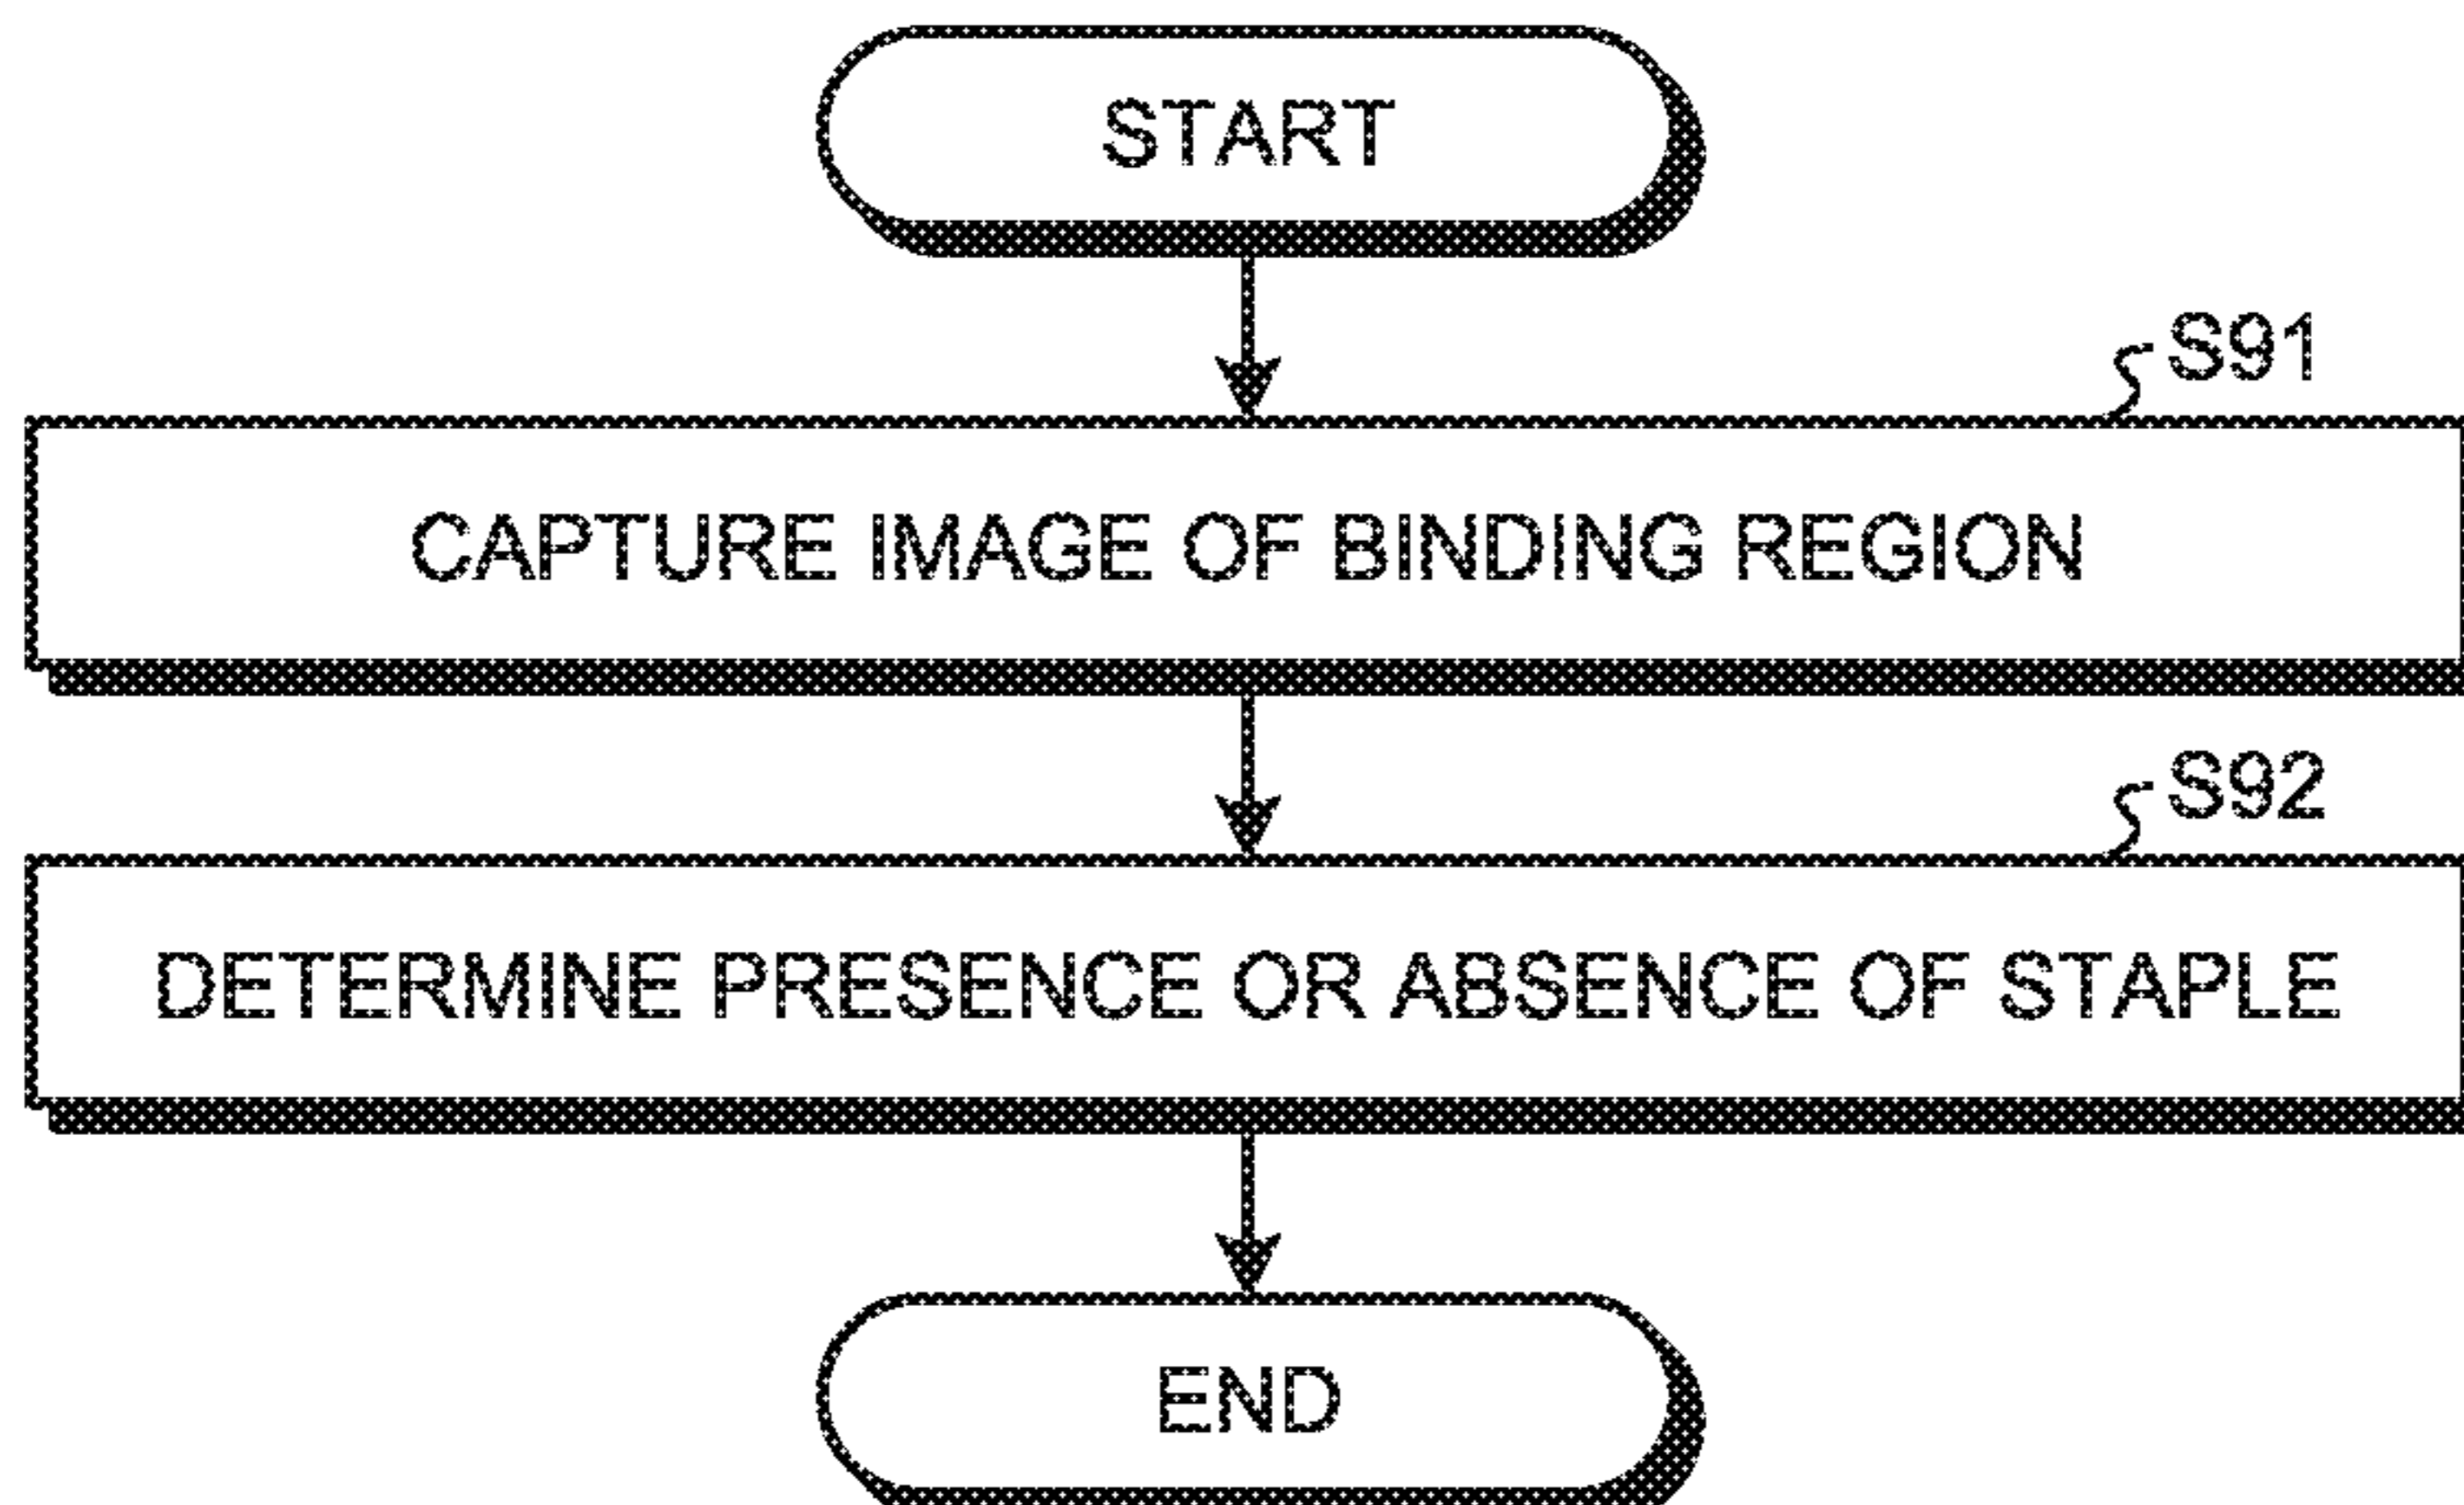 START
S91
CAPTURE IMAGE OF BINDING REGION
S92
DETERMINE PRESENCE OR ABSENCE OF STAPLE
END